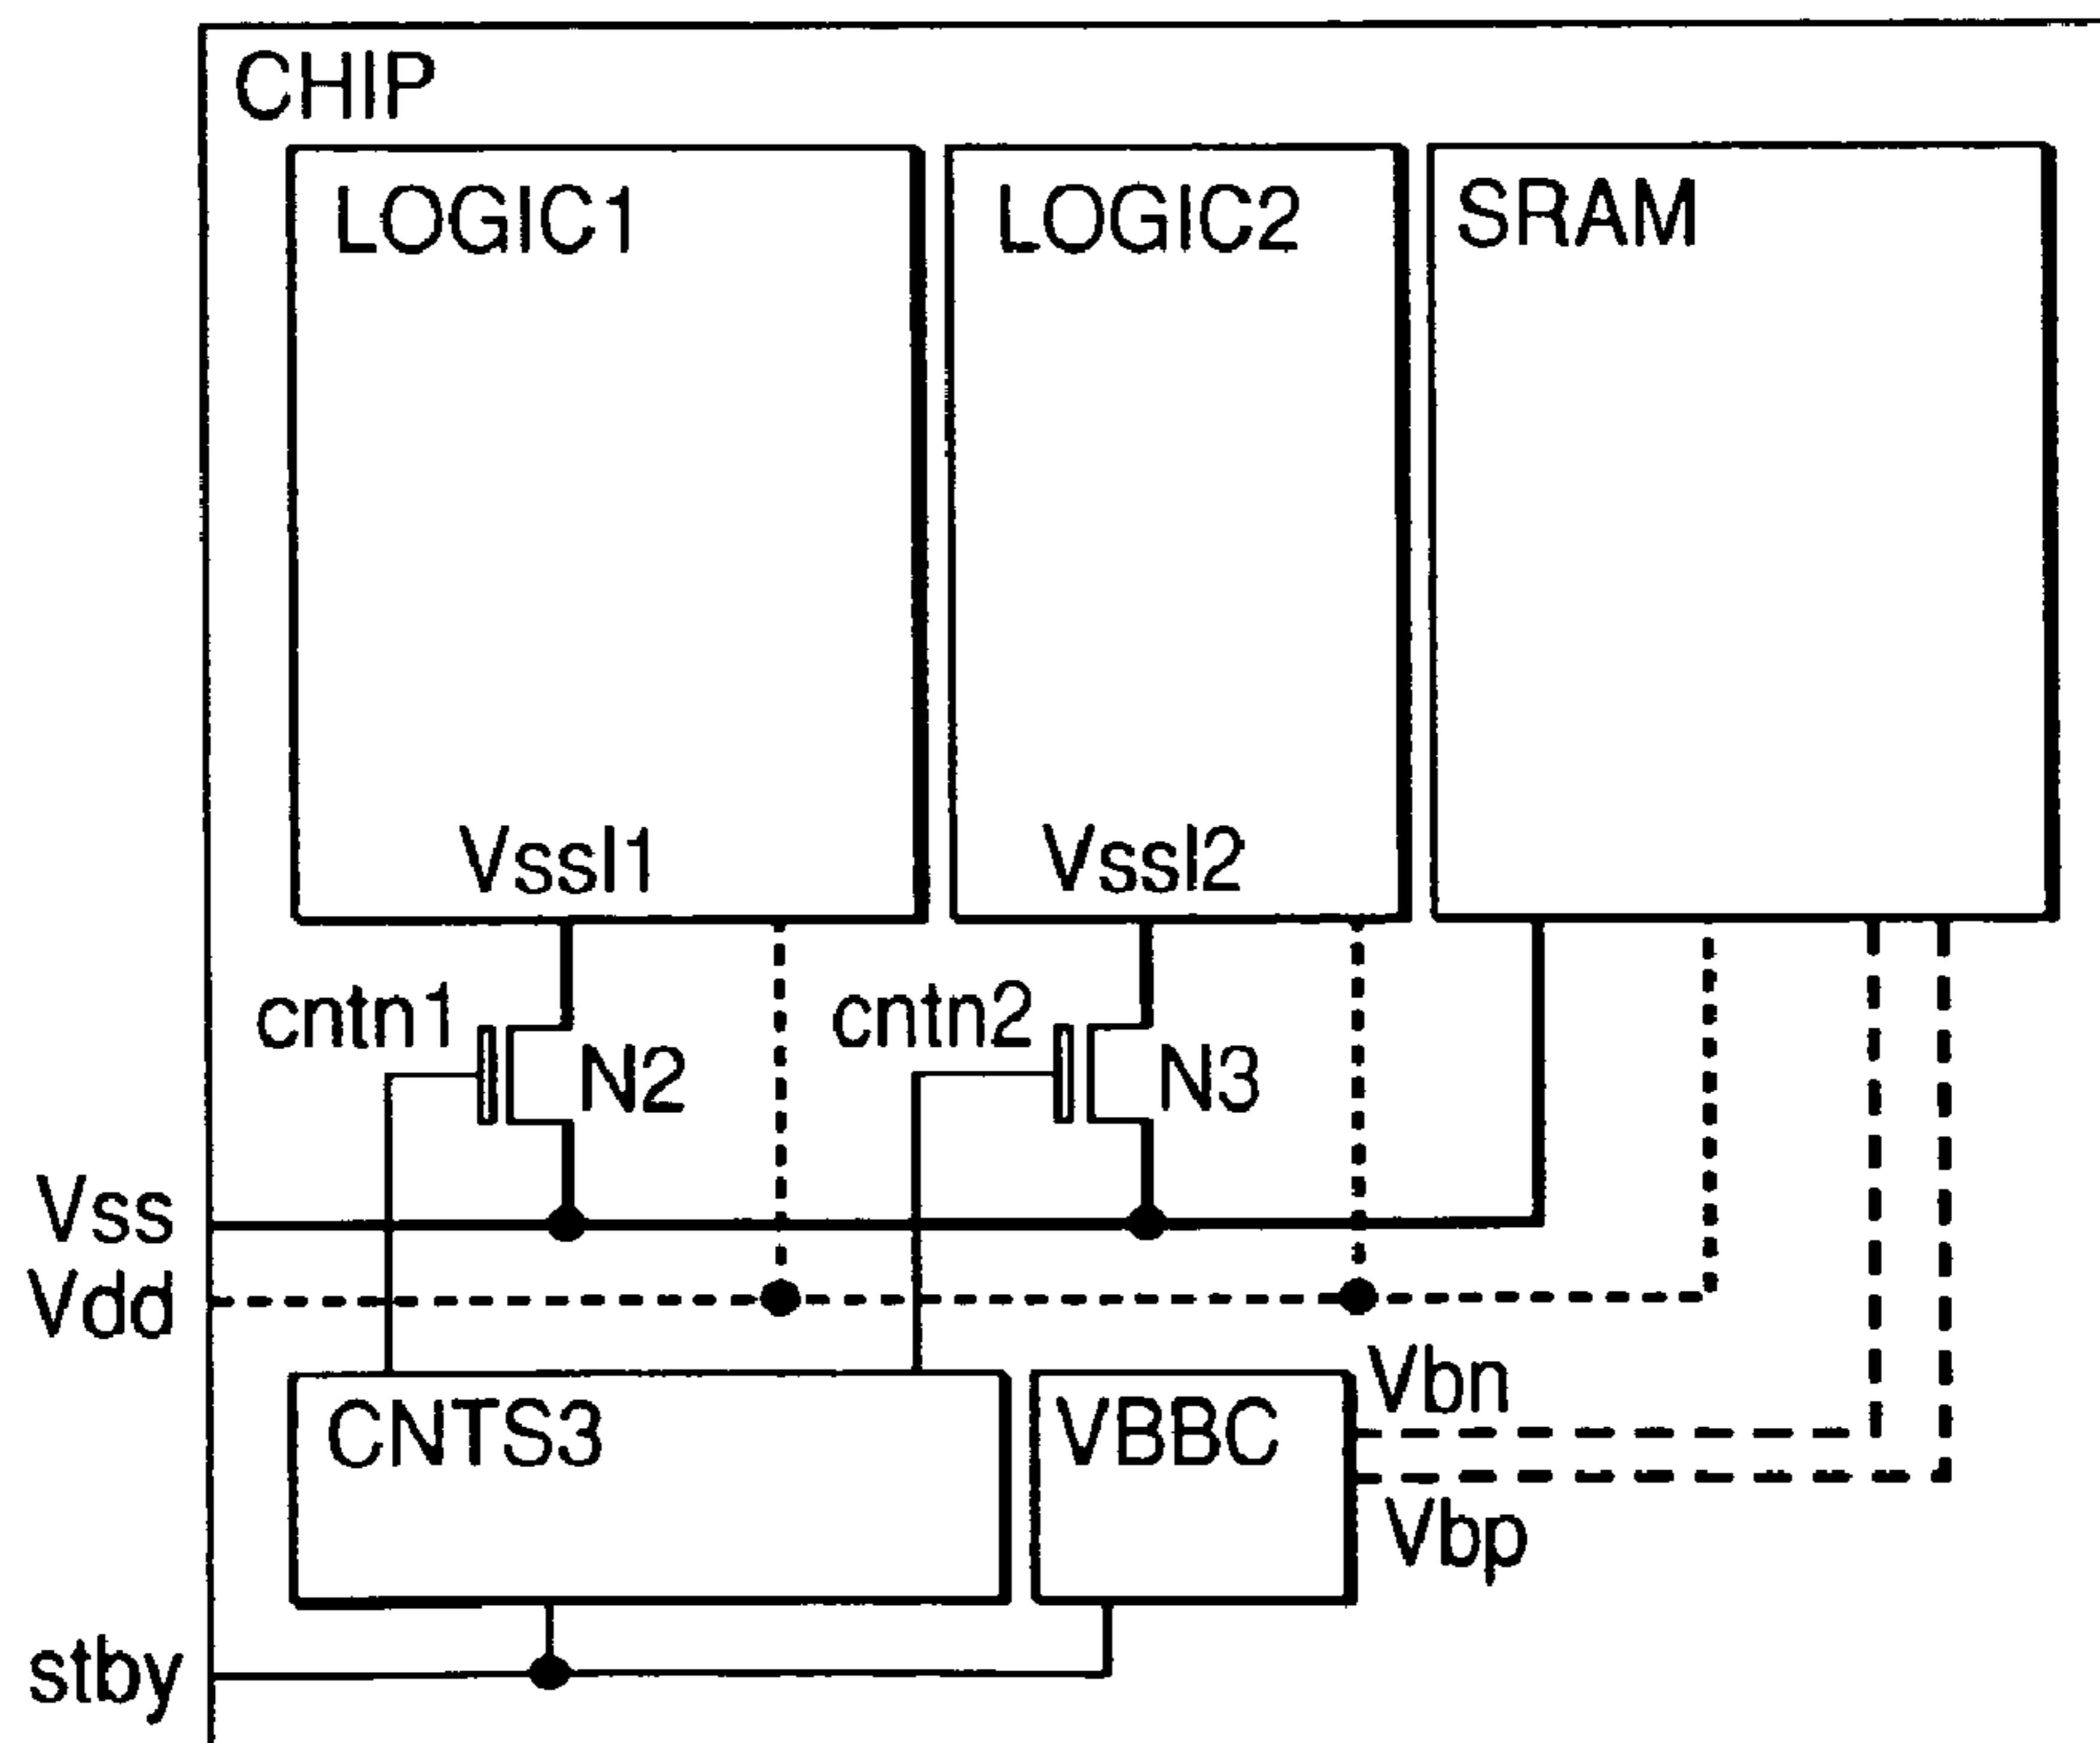 CHIP
LOGIC1
LOGIC2
SRAM
Vssl1
Vssl2
cntn1
cntn2
N2
N3
Vss
Vdd
Vbn
CNTS3
VBBC
Vbp
stby